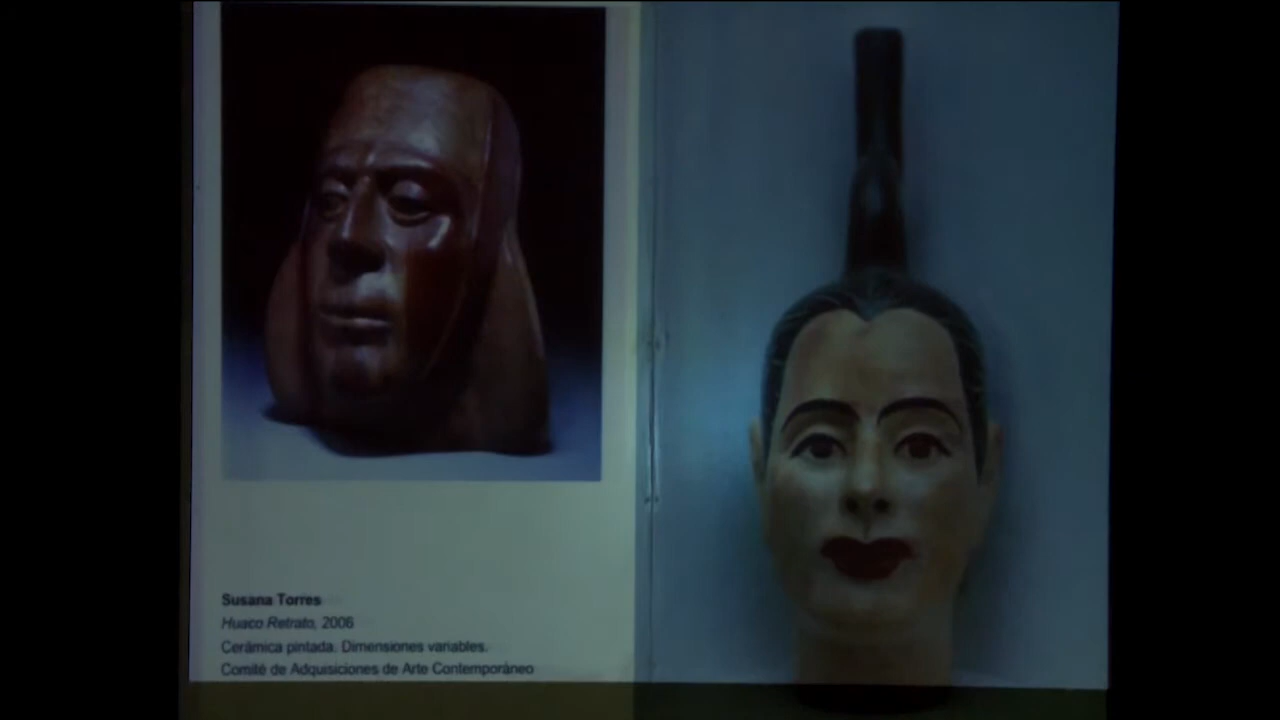 Susana Torres
Huaco Retrato, 2006
Cerámica pintada. Dimensiones variables.
Comité de Adquisiciones de Arte Contemporáneo